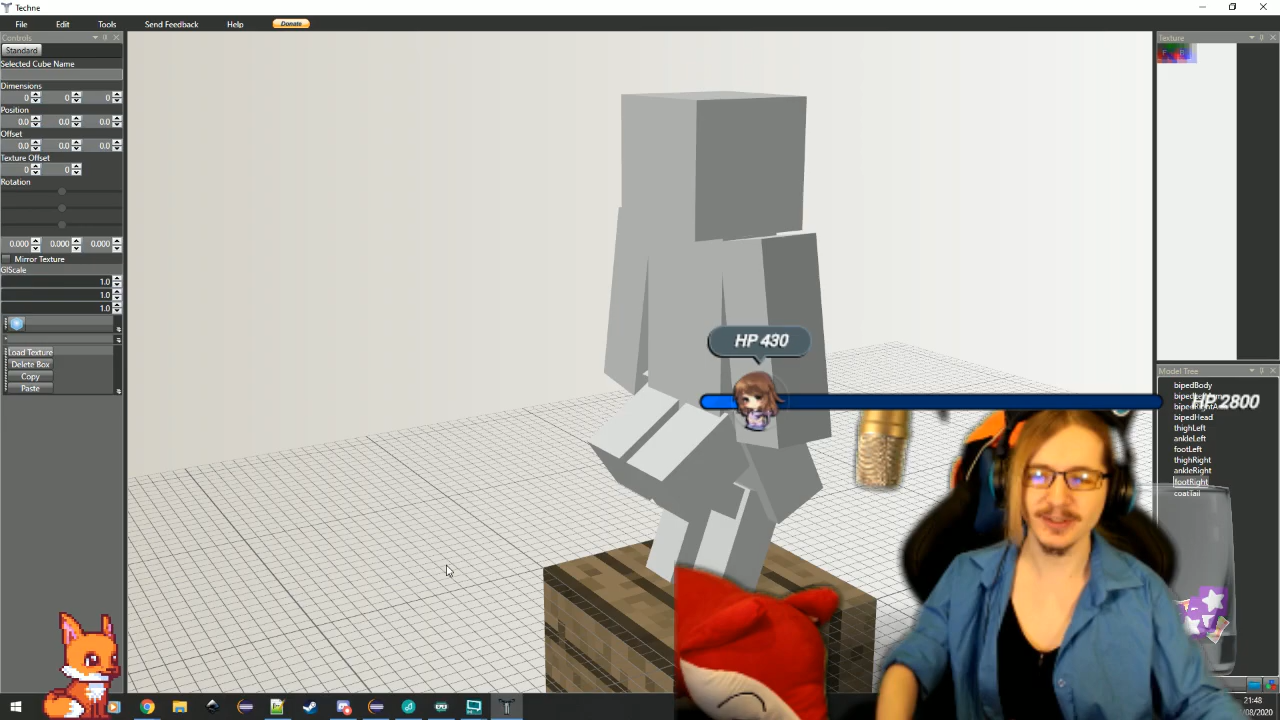 Techne
File Edit Tools Send Feedback Help Donate
Controls
Standard
Selected Cube Name
Dimensions
0 0 0
Position
0.0 0.0 0.0
Offset
0.0 0.0 0.0
Texture Offset
0 0
Rotation
0.000 0.000 0.000
Mirror Texture
GlScale
1.0
1.0
1.0
Load Texture
Delete Box
Copy
Paste
HP 430
HP 2800
Texture
Model Tree
bipedBody
bipedHead
thighLeft
ankleLeft
footLeft
thighRight
ankleRight
footRight
coatTail
21:48
/08/2020